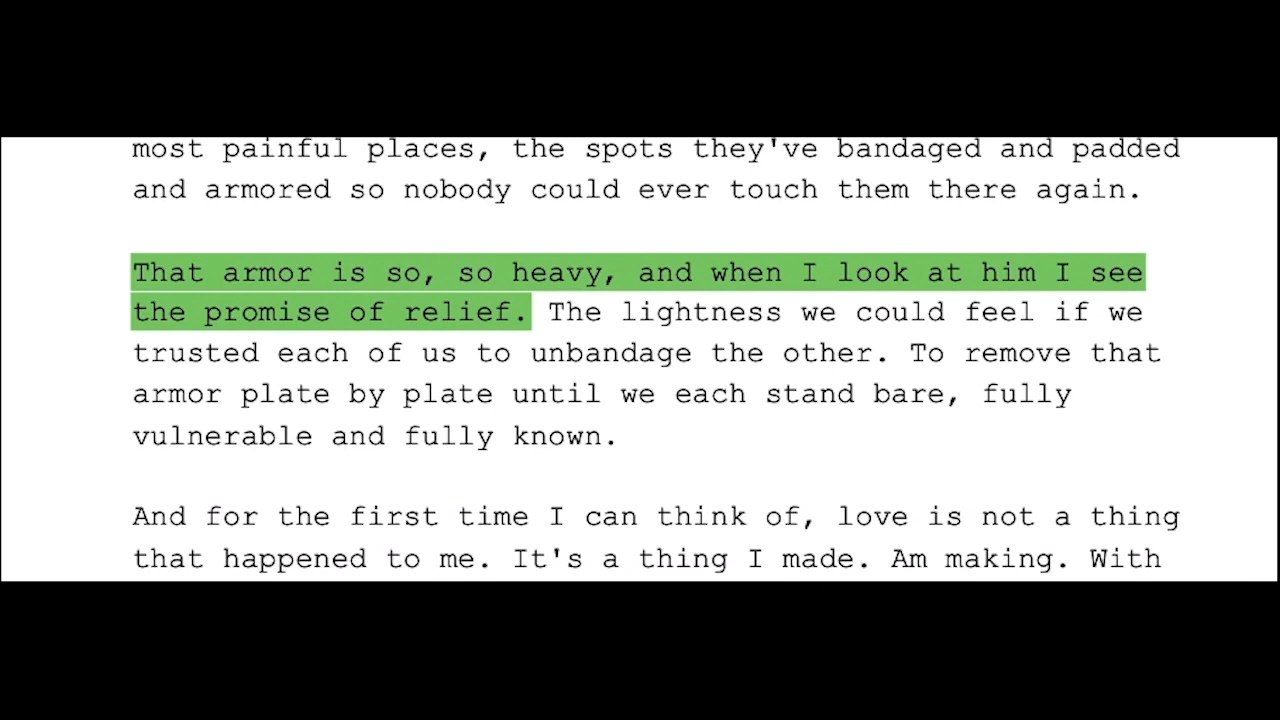 most painful places, the spots they've bandaged and padded
and armored so nobody could ever touch them there again.
That armor is so, so heavy, and when I look at him I see
the promise of relief. The lightness we could feel if we
trusted each of us to unbandage the other. To remove that
armor plate by plate until we each stand bare, fully
vulnerable and fully known.
And for the first time I can think of, love is not a thing
that happened to me. It's a thing I made. Am making. With